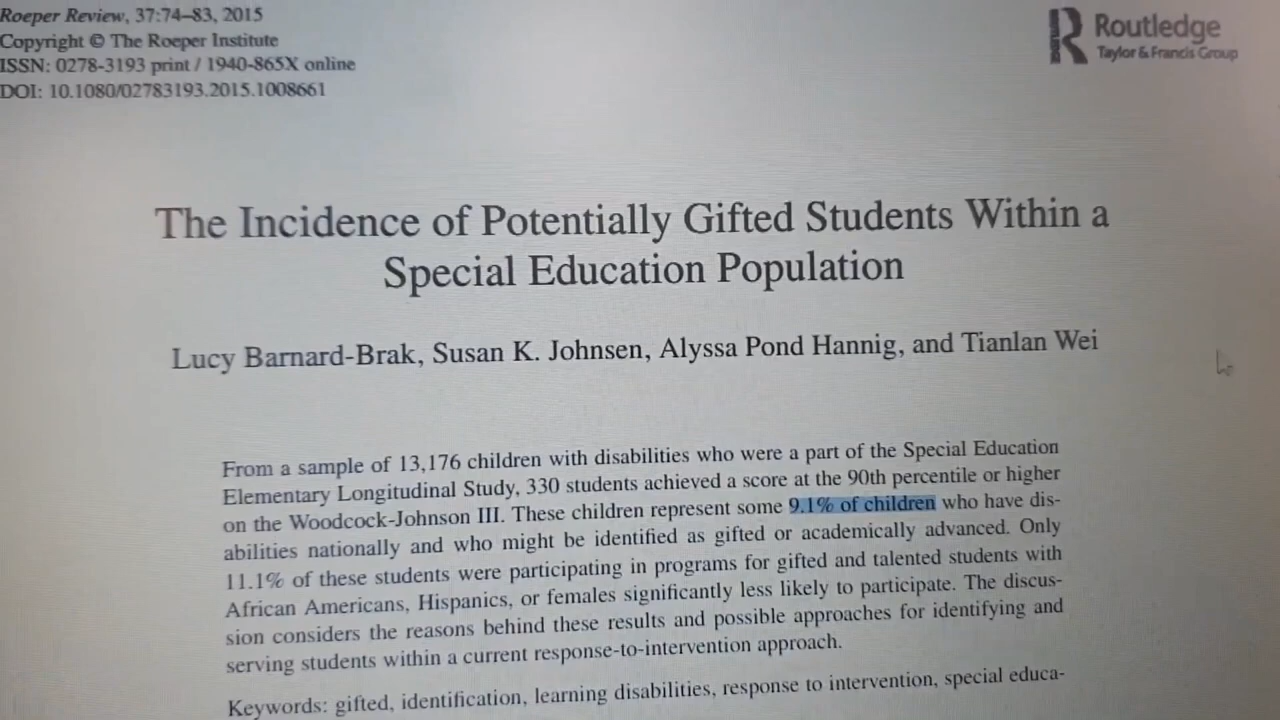 Roeper Review, 37:74–83, 2015
Copyright © The Roeper Institute
ISSN: 0278-3193 print / 1940-865X online
DOI: 10.1080/02783193.2015.1008661
R Routledge
Taylor & Francis Group
The Incidence of Potentially Gifted Students Within a
Special Education Population
Lucy Barnard-Brak, Susan K. Johnsen, Alyssa Pond Hannig, and Tianlan Wei
From a sample of 13,176 children with disabilities who were a part of the Special Education
Elementary Longitudinal Study, 330 students achieved a score at the 90th percentile or higher
on the Woodcock-Johnson III. These children represent some 9.1% of children who have dis-
abilities nationally and who might be identified as gifted or academically advanced. Only
11.1% of these students were participating in programs for gifted and talented students with
African Americans, Hispanics, or females significantly less likely to participate. The discus-
sion considers the reasons behind these results and possible approaches for identifying and
serving students within a current response-to-intervention approach.
Keywords: gifted, identification, learning disabilities, response to intervention, special educa-